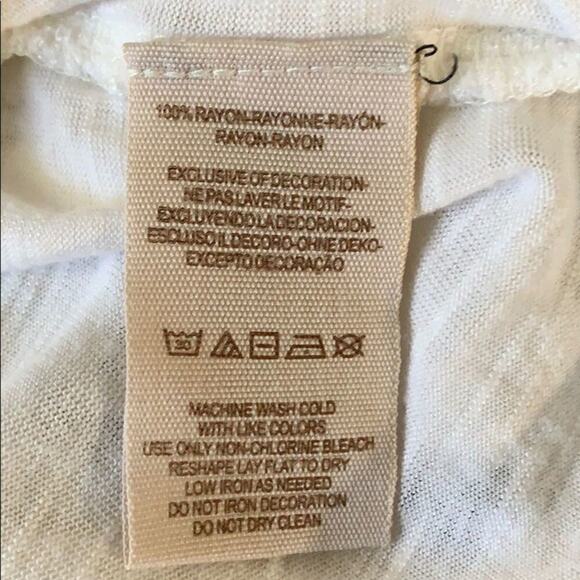 100% RAYON-RAYONNE-RAYÓN-
RAYON-RAYON
EXCLUSIVE OF DECORATION-
NE PAS LAVER LE MOTIF-
EXCLUYENDO LA DECORACION-
ESCLUSO IL DECORO-OHNE DEKO-
EXCEPTO DECORAÇÃO
30
MACHINE WASH COLD
WITH LIKE COLORS
USE ONLY NON-CHLORINE BLEACH
RESHAPE LAY FLAT TO DRY
LOW IRON AS NEEDED
DO NOT IRON DECORATION
DO NOT DRY CLEAN